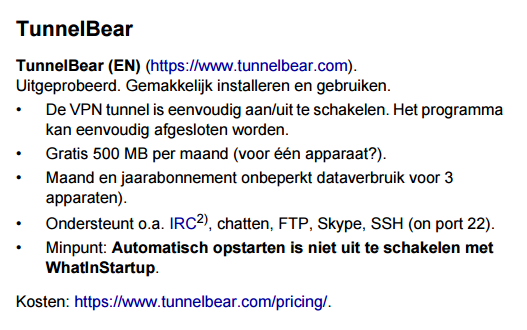 TunnelBear
TunnelBear (EN) (https://www.tunnelbear.com).
Uitgeprobeerd. Gemakkelijk installeren en gebruiken.
• De VPN tunnel is eenvoudig aan/uit te schakelen. Het programma
kan eenvoudig afgesloten worden.
• Gratis 500 MB per maand (voor één apparaat?).
• Maand en jaarabonnement onbeperkt dataverbruik voor 3
apparaten).
• Ondersteunt o.a. IRC2), chatten, FTP, Skype, SSH (on port 22).
• Minpunt: Automatisch opstarten is niet uit te schakelen met
WhatInStartup.
Kosten: https://www.tunnelbear.com/pricing/.